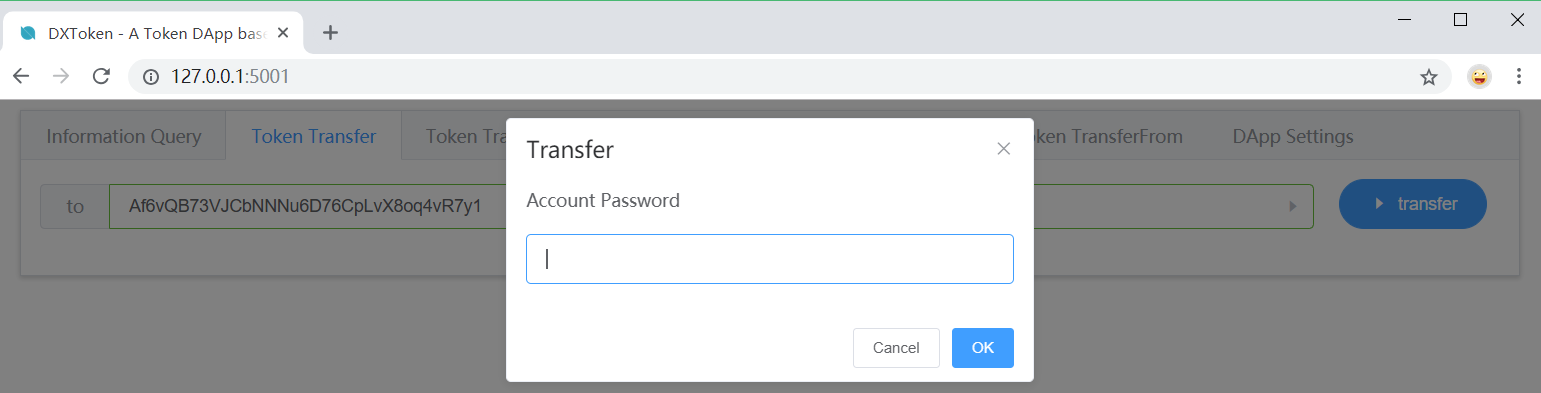 DXToken - A Token DApp bas
127.0.0.1:5001
Information Query
Token Transfer
Token Tra
ken TransferFrom
DApp Settings
Transfer
Account Password
to
Af6vQB73VJCbNNNu6D76CpLvX8oq4vR7y1
transfer
Cancel
OK